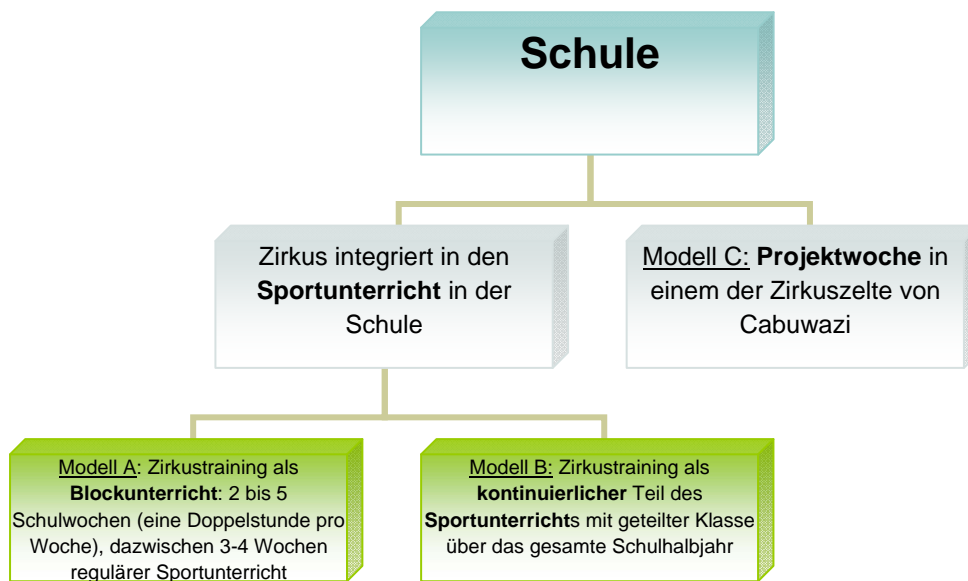 Schule
Zirkus integriert in den
Sportunterricht in der
Schule
Modell C: Projektwoche in
einem der Zirkuszelte von
Cabuwazi
Modell A: Zirkustraining als
Blockunterricht: 2 bis 5
Schulwochen (eine Doppelstunde pro
Woche), dazwischen 3-4 Wochen
regulärer Sportunterricht
Modell B: Zirkustraining als
kontinuierlicher Teil des
Sportunterrichts mit geteilter Klasse
über das gesamte Schulhalbjahr